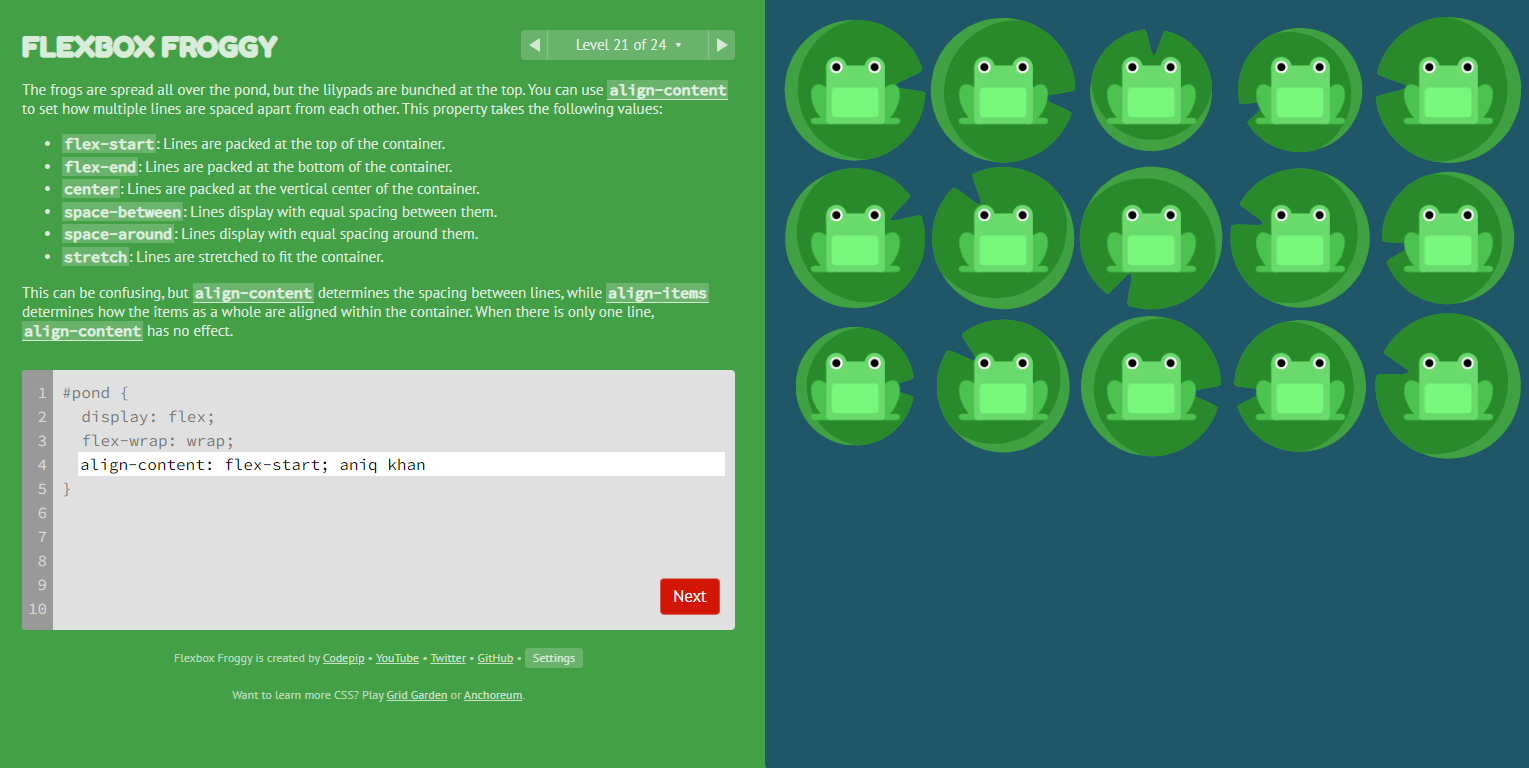 FLEXBOX FROGGY
Level 21 of 24 ▾
The frogs are spread all over the pond, but the lilypads are bunched at the top. You can use align-content
to set how multiple lines are spaced apart from each other. This property takes the following values:
• flex-start: Lines are packed at the top of the container.
• flex-end: Lines are packed at the bottom of the container.
• center: Lines are packed at the vertical center of the container.
• space-between: Lines display with equal spacing between them.
• space-around: Lines display with equal spacing around them.
• stretch: Lines are stretched to fit the container.
This can be confusing, but align-content determines the spacing between lines, while align-items
determines how the items as a whole are aligned within the container. When there is only one line,
align-content has no effect.
1 #pond {
2 display: flex;
3 flex-wrap: wrap;
4 align-content: flex-start; aniq khan
5 }
6
7
8
9
10
Next
Flexbox Froggy is created by Codepip • YouTube • Twitter • GitHub • Settings
Want to learn more CSS? Play Grid Garden or Anchoreum.